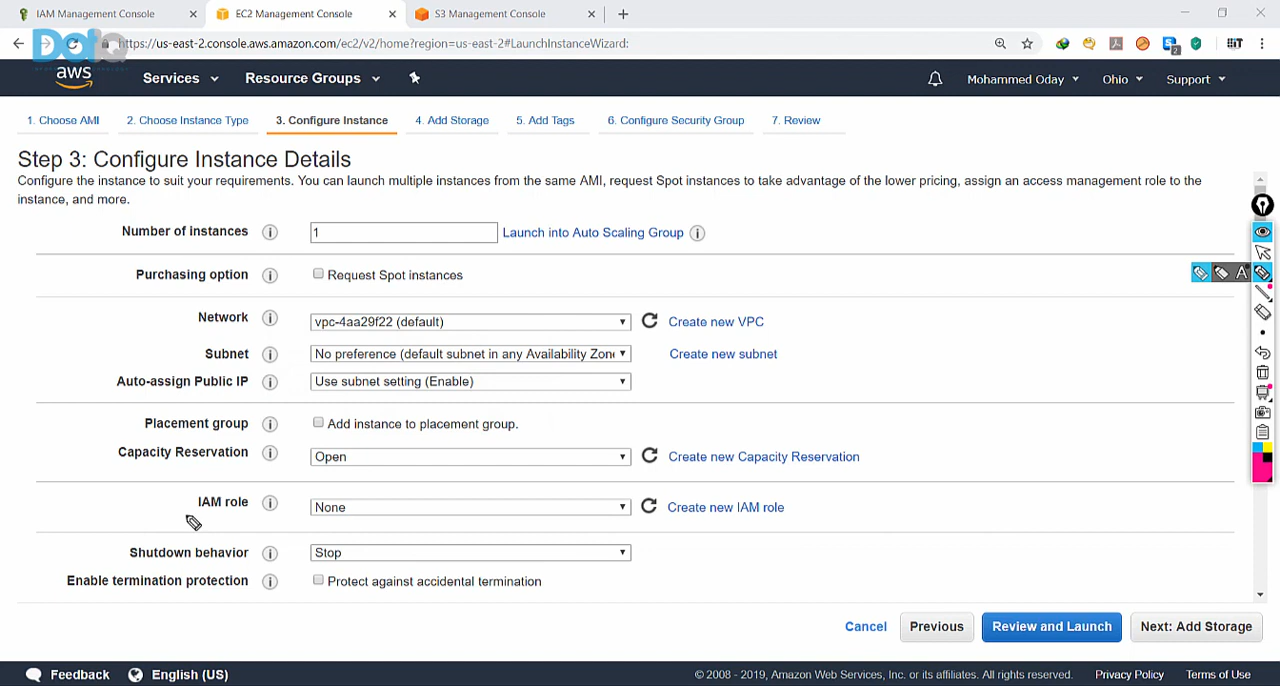 IAM Management Console
EC2 Management Console
S3 Management Console
https://us-east-2.console.aws.amazon.com/ec2/v2/home?region=us-east-2#LaunchInstanceWizard:
aws
Services
Resource Groups
Mohammed Oday
Ohio
Support
1. Choose AMI
2. Choose Instance Type
3. Configure Instance
4. Add Storage
5. Add Tags
6. Configure Security Group
7. Review
Step 3: Configure Instance Details
Configure the instance to suit your requirements. You can launch multiple instances from the same AMI, request Spot instances to take advantage of the lower pricing, assign an access management role to the
instance, and more.
Number of instances
1
Launch into Auto Scaling Group
Purchasing option
Request Spot instances
Network
vpc-4aa29f22 (default)
Create new VPC
Subnet
No preference (default subnet in any Availability Zon
Create new subnet
Auto-assign Public IP
Use subnet setting (Enable)
Placement group
Add instance to placement group.
Capacity Reservation
Open
Create new Capacity Reservation
IAM role
None
Create new IAM role
Shutdown behavior
Stop
Enable termination protection
Protect against accidental termination
Cancel
Previous
Review and Launch
Next: Add Storage
Feedback
English (US)
© 2008 - 2019, Amazon Web Services, Inc. or its affiliates. All rights reserved.
Privacy Policy
Terms of Use